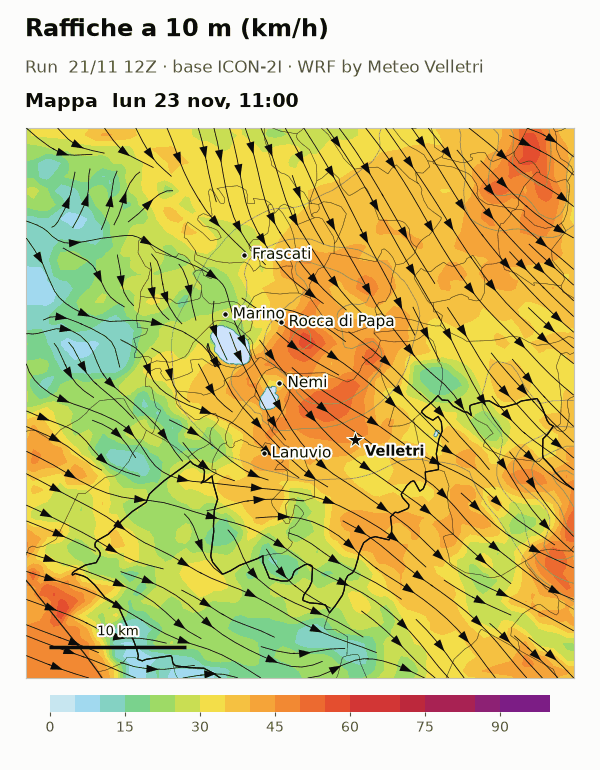 Raffiche a 10 m (km/h)
Run  21/11 12Z · base ICON-2I · WRF by Meteo Velletri
Mappa  lun 23 nov, 11:00
Frascati
Marino
Rocca di Papa
Nemi
Velletri
Lanuvio
10 km
0 15 30 45 60 75 90